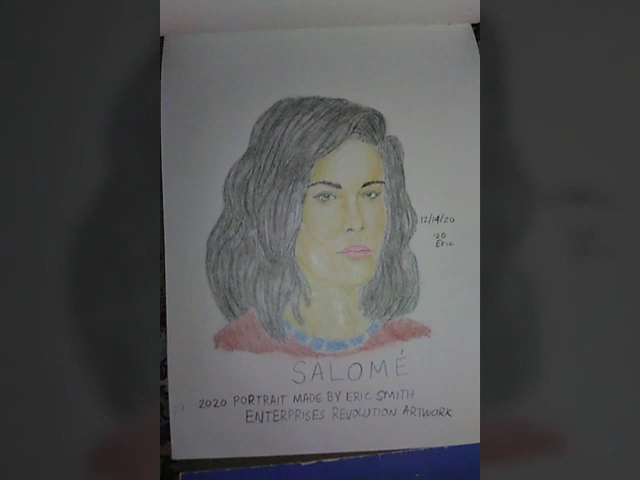 12/14/20
'20
Eric
SALOMÉ
2020 PORTRAIT MADE BY ERIC SMITH
ENTERPRISES REVOLUTION ARTWORK